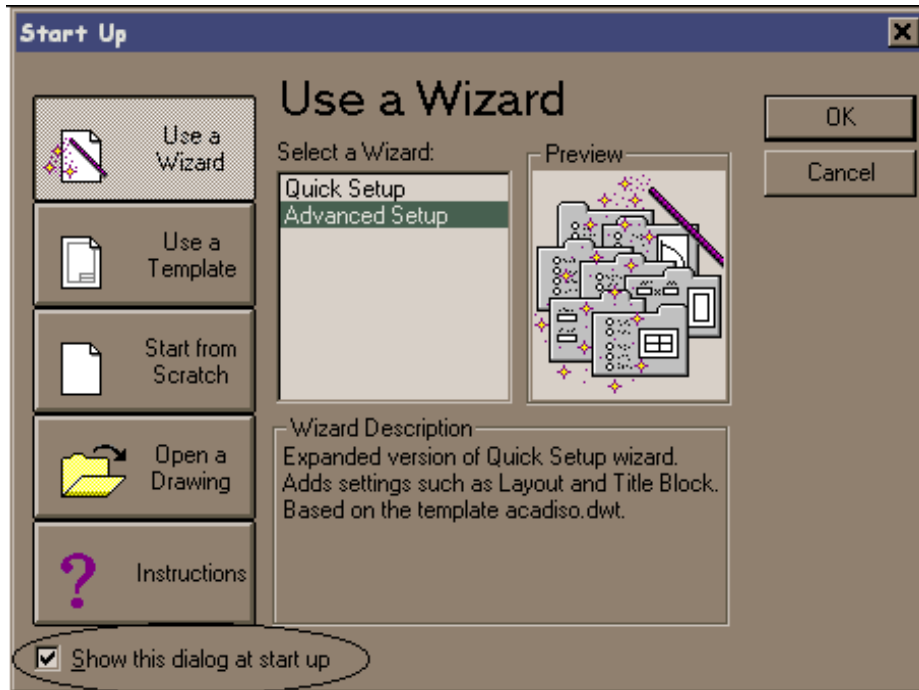 Start Up
Use a
Wizard
Use a
Template
Start from
Scratch
Open a
Drawing
Instructions
Use a Wizard
Select a Wizard:
Quick Setup
Advanced Setup
Preview
Wizard Description
Expanded version of Quick Setup wizard.
Adds settings such as Layout and Title Block.
Based on the template acadiso.dwt.
OK
Cancel
Show this dialog at start up